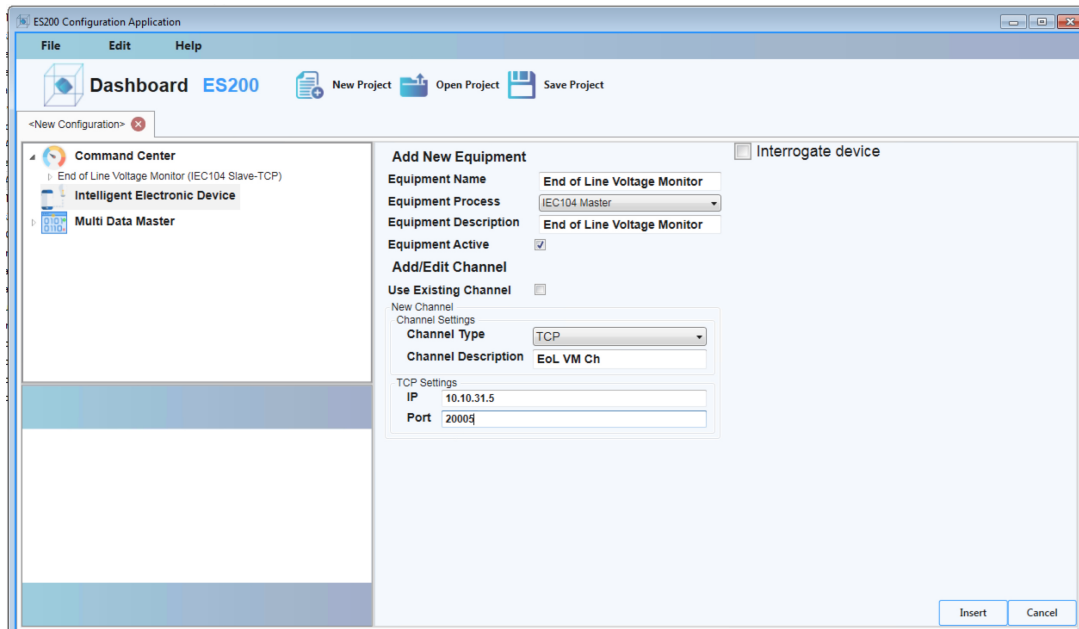 ES200 Configuration Application
File Edit Help
Dashboard ES200 New Project Open Project Save Project
<New Configuration>
Command Center
End of Line Voltage Monitor (IEC104 Slave-TCP)
Intelligent Electronic Device
Multi Data Master
Add New Equipment
Equipment Name End of Line Voltage Monitor
Equipment Process IEC104 Master
Equipment Description End of Line Voltage Monitor
Equipment Active
Add/Edit Channel
Use Existing Channel
New Channel
Channel Settings
Channel Type TCP
Channel Description EoL VM Ch
TCP Settings
IP 10.10.31.5
Port 20005
Interrogate device
Insert Cancel